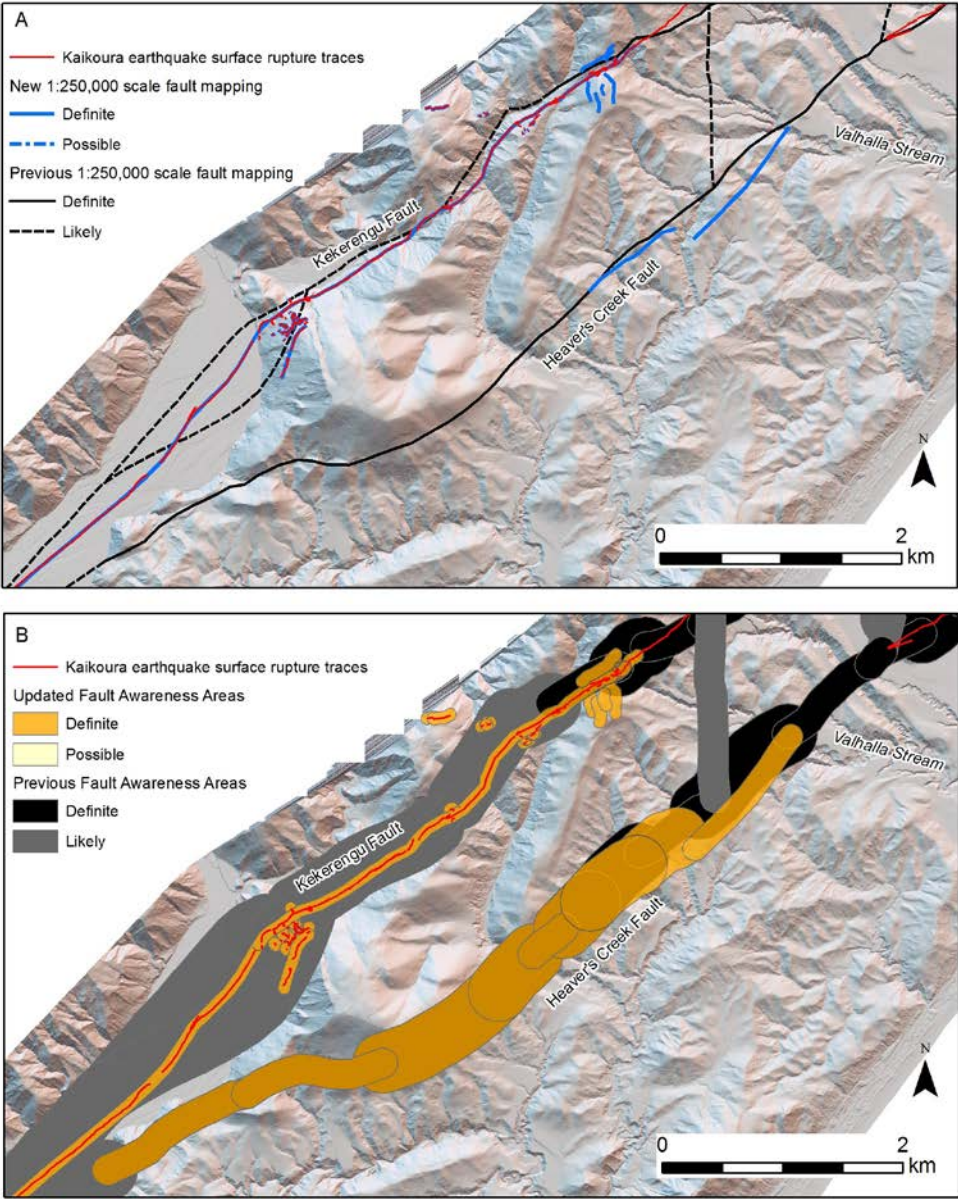 A
Kaikoura earthquake surface rupture traces
New 1:250,000 scale fault mapping
Definite
Possible
Previous 1:250,000 scale fault mapping
Definite
Likely
Kekerengu Fault
Heaver's Creek Fault
Valhalla Stream
N
0 2
km
B
Kaikoura earthquake surface rupture traces
Updated Fault Awareness Areas
Definite
Possible
Previous Fault Awareness Areas
Definite
Likely
Kekerengu Fault
Heaver's Creek Fault
Valhalla Stream
N
0 2
km